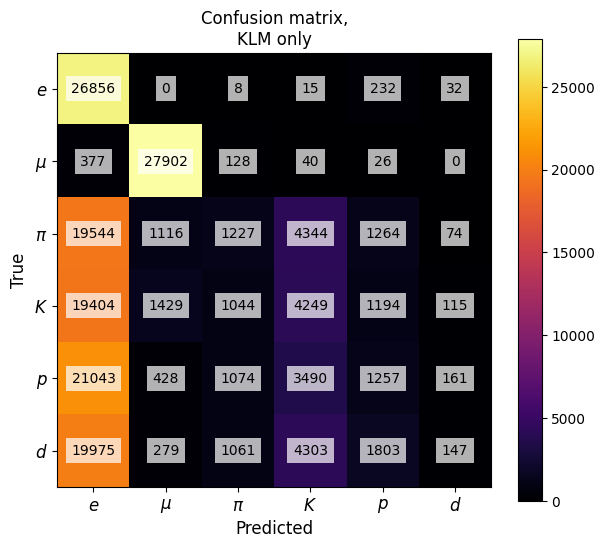 Confusion matrix,
KLM only
True
e 26856 0 8 15 232 32
μ 377 27902 128 40 26 0
π 19544 1116 1227 4344 1264 74
K 19404 1429 1044 4249 1194 115
p 21043 428 1074 3490 1257 161
d 19975 279 1061 4303 1803 147
e μ π K p d
Predicted
25000
20000
15000
10000
5000
0